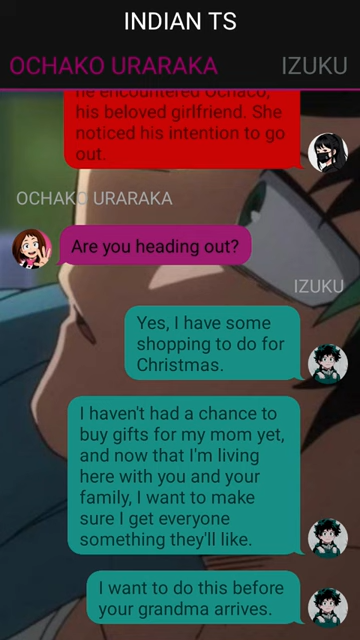 INDIAN TS
OCHAKO URARAKA IZUKU
he encountered Ochaco,
his beloved girlfriend. She
noticed his intention to go
out.
OCHAKO URARAKA
Are you heading out?
IZUKU
Yes, I have some
shopping to do for
Christmas.
I haven't had a chance to
buy gifts for my mom yet,
and now that I'm living
here with you and your
family, I want to make
sure I get everyone
something they'll like.
I want to do this before
your grandma arrives.